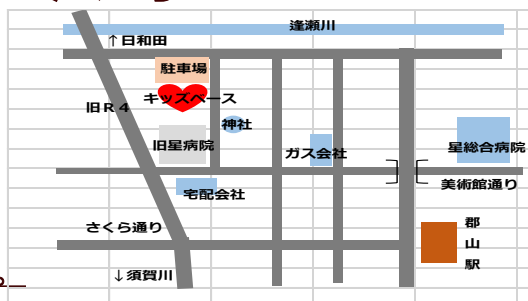 逢瀬川
↑日和田
駐車場
キッズベース
旧R4
神社
旧星病院
ガス会社
星総合病院
美術館通り
宅配会社
さくら通り
郡
山
駅
↓須賀川